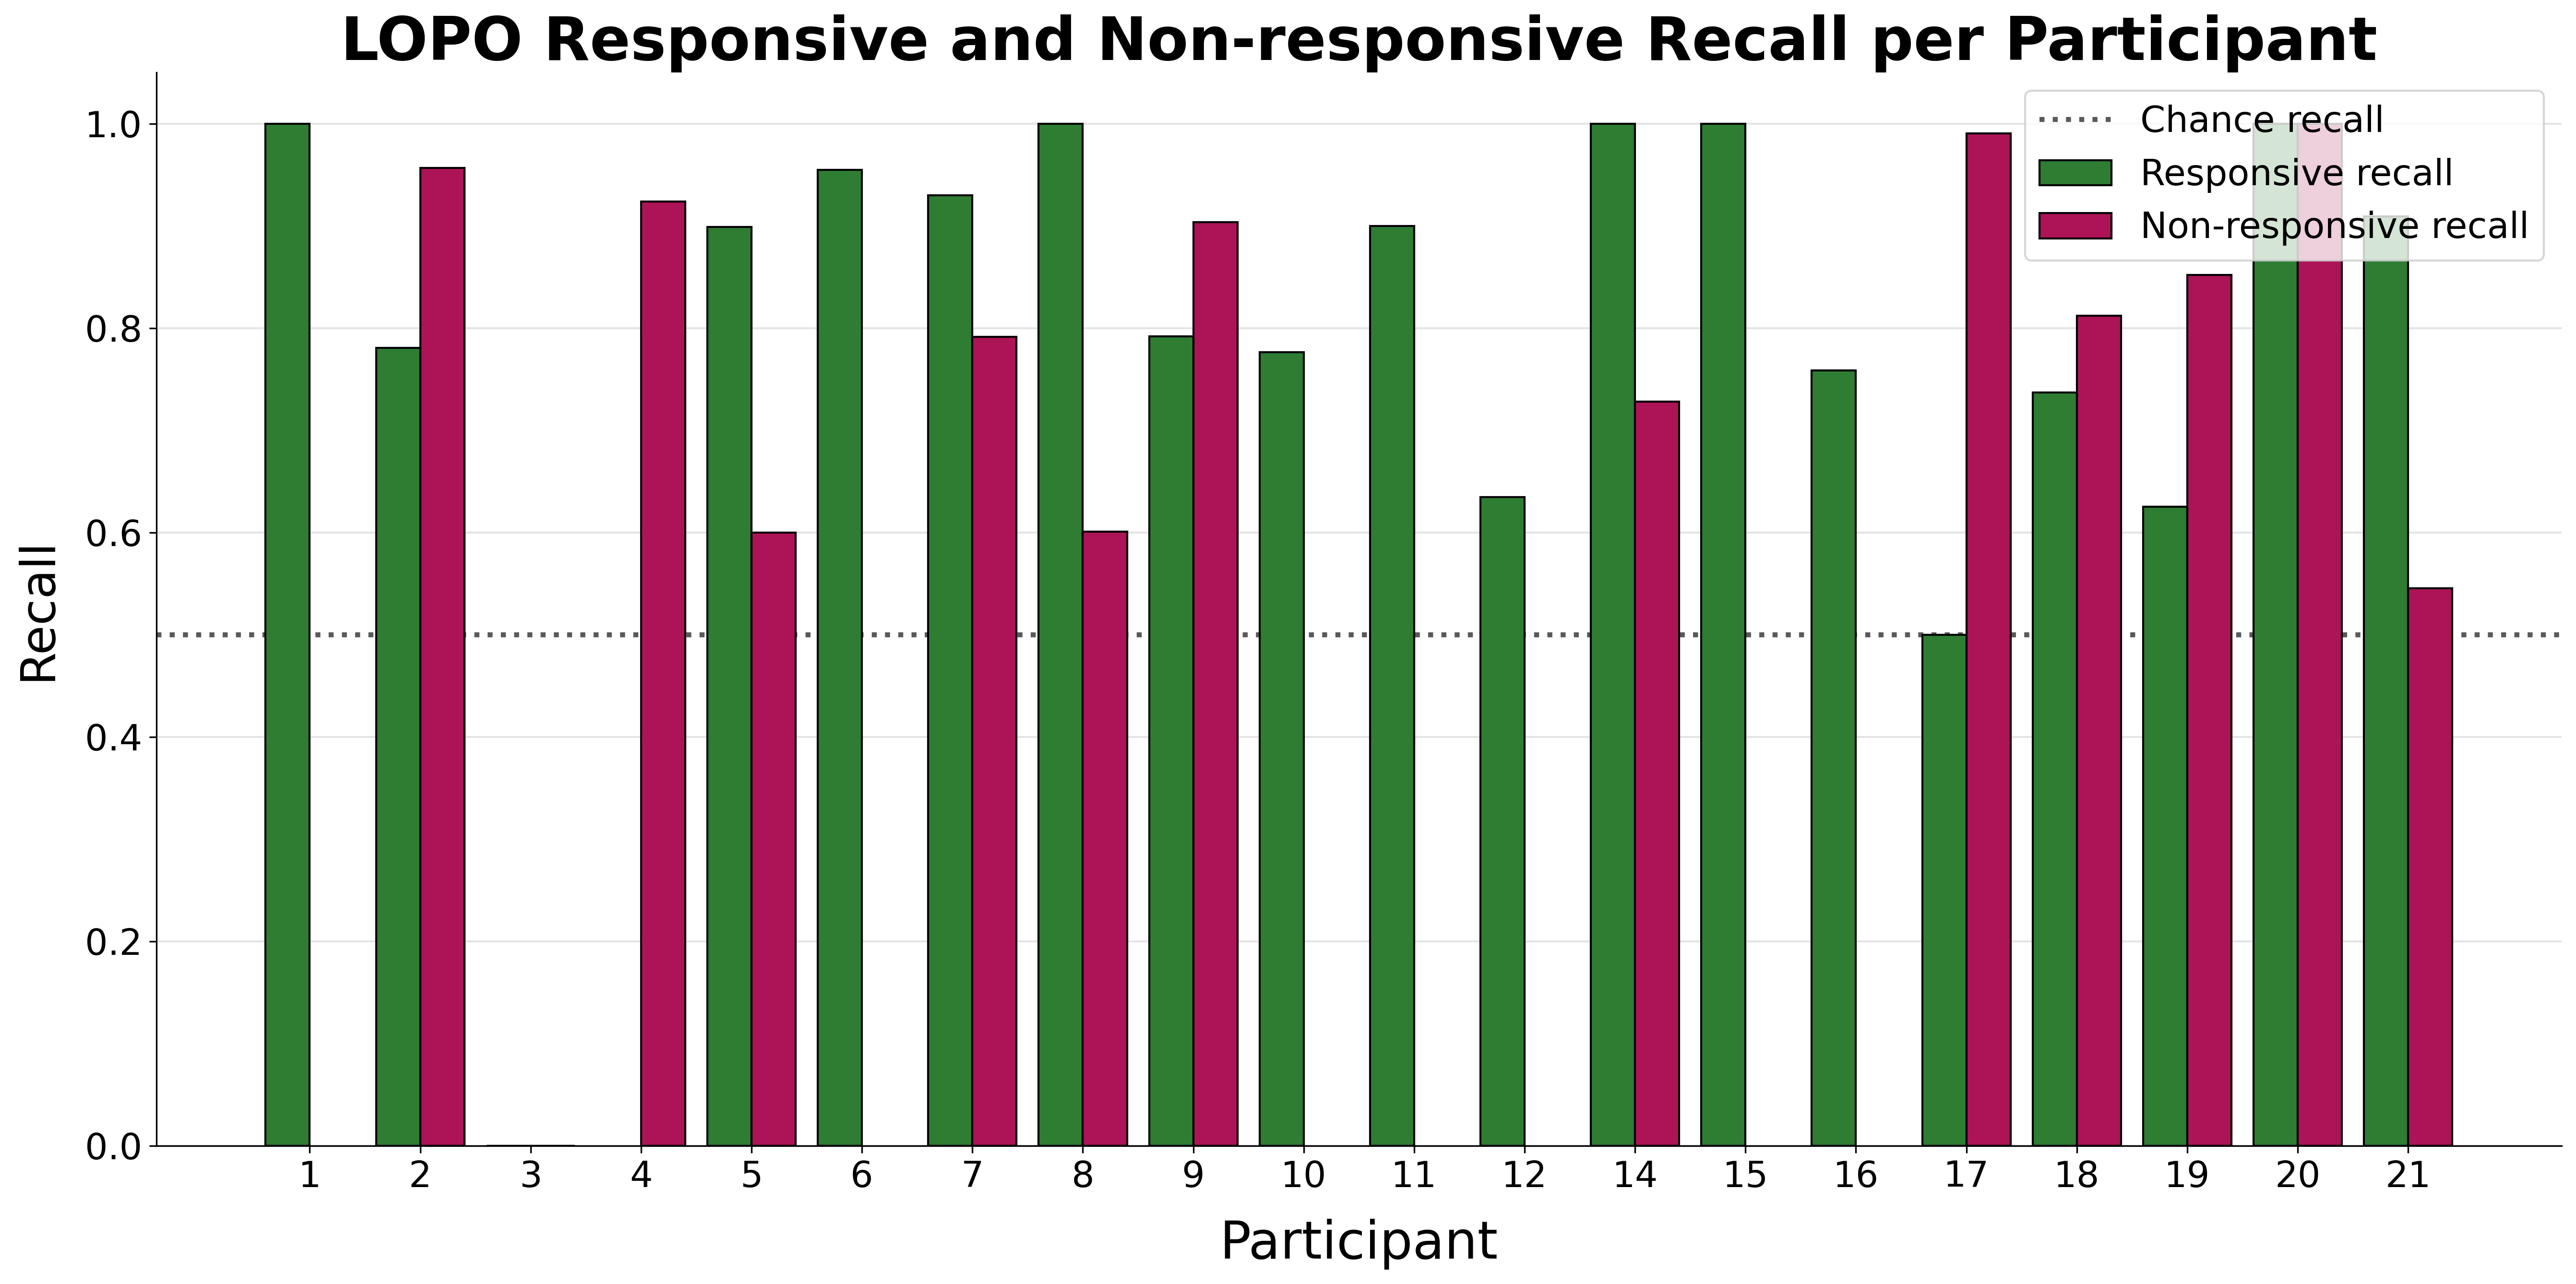 LOPO Responsive and Non-responsive Recall per Participant
Chance recall
Responsive recall
Non-responsive recall
Recall
1.0
0.8
0.6
0.4
0.2
0.0
1 2 3 4 5 6 7 8 9 10 11 12 14 15 16 17 18 19 20 21
Participant